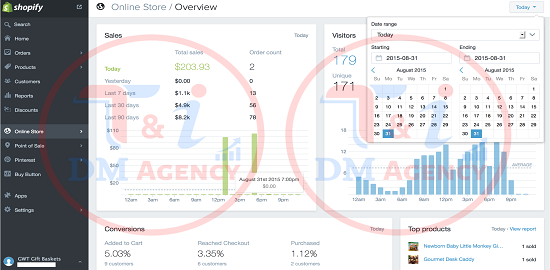 shopify
Online Store / Overview
Today
Search
Home
Orders
Products
Customers
Reports
Discounts
Online Store
Point of Sale
Pinterest
Buy Button
Apps
Settings
GWT Gift Baskets
Sales
Today
Total sales
Order count
Today $203.93 2
Yesterday $0.00 0
Last 7 days $1.1k 13
Last 30 days $4.9k 56
Last 90 days $8.2k 78
$110
$80
$50
$20
August 31st 2015 7:00pm
$0.00
12am 3am 6am 9am 12pm 3pm 6pm 9pm
Visitors
Total
179
Unique
171
16
12
8
4
AVERAGE
12am 3am 6am 9am 12pm 3pm 6pm 9pm
Date range
Today
Starting
Ending
2015-08-31
2015-08-31
August 2015
August 2015
Su Mo Tu We Th Fr Sa
Su Mo Tu We Th Fr Sa
1
1
2 3 4 5 6 7 8
2 3 4 5 6 7 8
9 10 11 12 13 14 15
9 10 11 12 13 14 15
16 17 18 19 20 21 22
16 17 18 19 20 21 22
23 24 25 26 27 28 29
23 24 25 26 27 28 29
30 31
30 31
Conversions
Today
Added to Cart
Reached Checkout
Purchased
5.03%
3.35%
1.12%
9 customers
6 customers
2 customers
Top products
Today · View report
Newborn Baby Little Monkey Gi
1 sold
Gourmet Desk Caddy
1 sold
T&i
DM AGENCY
T&i
DM AGENCY